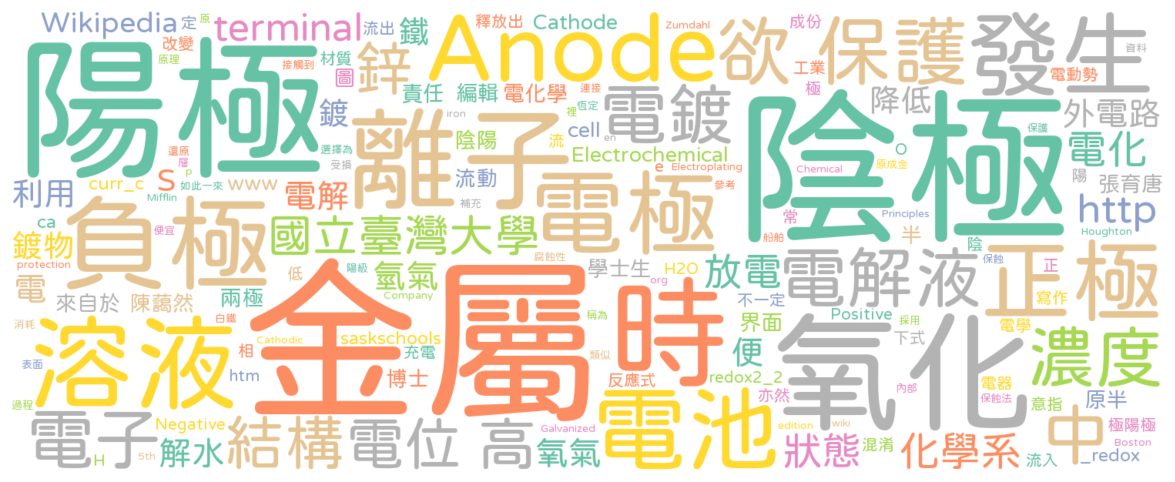 Wikipedia 定 原
改變 流出
原理 接觸到
terminal
材質 圖
鐵
鋅
釋放出 Cathode
Zumdahl
成份
工業
Anode
欲 保護
發生
資料
電動勢
陽極
離子
責任 編輯 電化學 連接
恆定
極
電鍍
降低
外電路
鍍
陰陽 iron
流 cell en 裡
Electrochemical
陰極
O
原成金
保護
電化
還原 選擇為
層 P 受損
如此一來
利用 curr_c S www 電解 流動
Mifflin
補充
e Electroplating
參考
Chemical
常
Principles
半
陽 張育唐
http
ca
便宜
負極
國立臺灣大學
電極
船舶
陰
保蝕
Houghton
鍍物
protection
氫氣
陽級
低
腐蝕性
學士生 H2O
org
放電
電解液
正
正極
電
來自於 陳藹然 兩極
Company
白鐵
稱為
不一定
寫作
消耗
溶液
金屬 時
Cathodic
saskschools
充電
類似
Positive
界面
採用
下式
電學
濃度
表面
htm
相
博士
反應式
便
redox2_2
亦然
氧化
內部
電器
保蝕法
意指
原半
過程
Negative
電池
edition
wiki
中
極陽極
Boston
電子
H 5th
解水
結構
電位 高
Galvanized
氧氣
狀態
混淆
化學系
流入
_redox